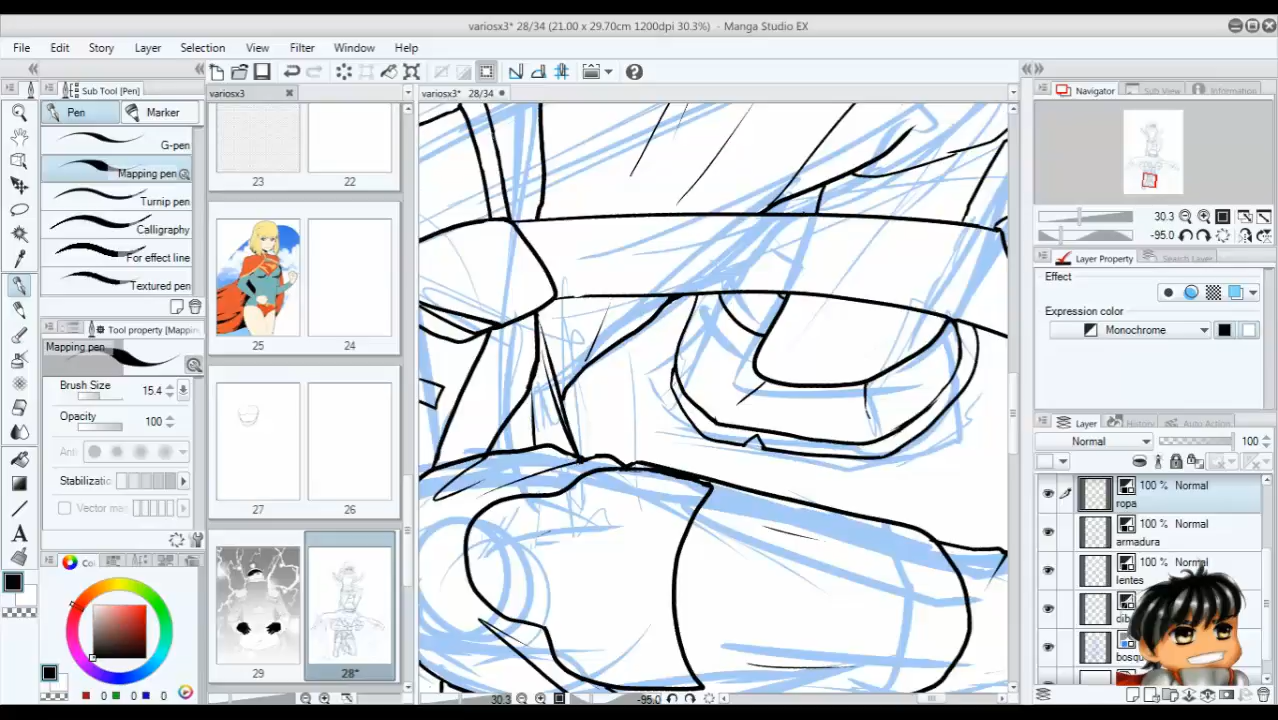 variosx3* 28/34 (21.00 x 29.70cm 1200dpi 30.3%) - Manga Studio EX
File Edit Story Layer Selection View Filter Window Help
Sub Tool [Pen]
variosx3
variosx3* 28/34
Navigator Sub View Information
Pen Marker
G-pen
Mapping pen
Turnip pen
Calligraphy
For effect line
Textured pen
23 22
25 24
27 26
29 28*
Tool property [Mapping
Mapping pen
Brush Size 15.4
Opacity 100
Anti
Stabilizatio
Vector ma
Co
30.3
-95.0
Layer Property Search Layer
Effect
Expression color
Monochrome
Layer History Auto Action
Normal 100
100 % Normal
ropa
100 % Normal
armadura
100 % Normal
lentes
100 % Normal
dib
bosqu
30.3 -95.0